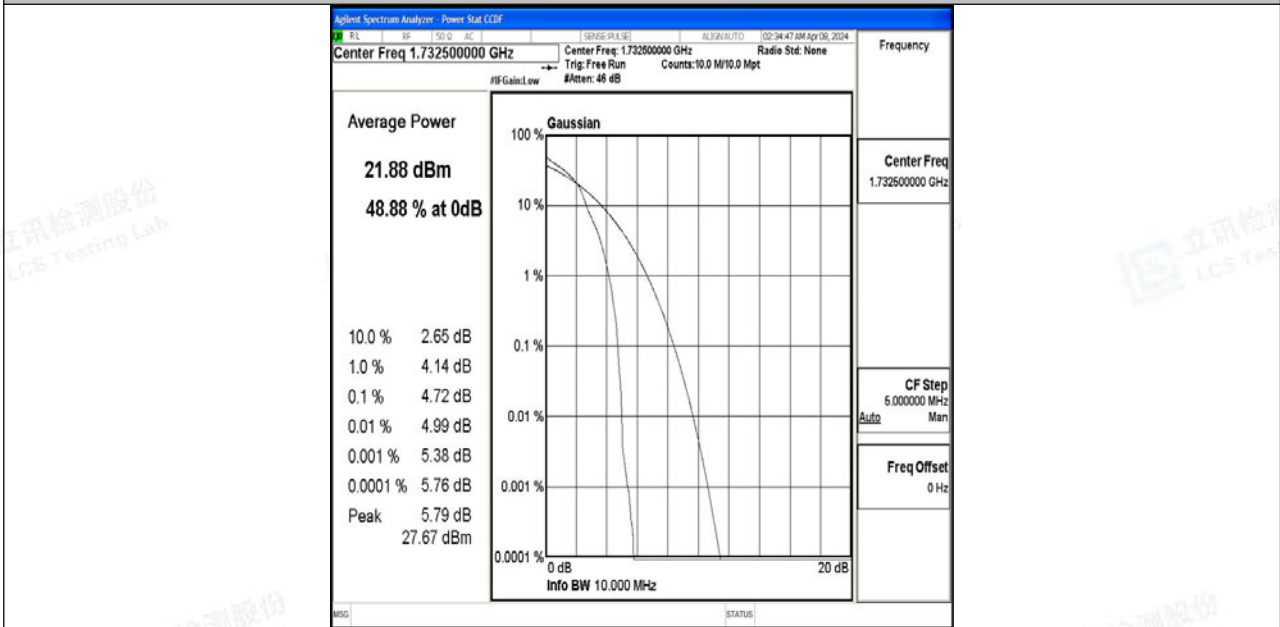 Agilent Spectrum Analyzer - Power Stat CCDF
RL RF 50 Ω AC SENSE:PULSE ALIGN AUTO 02:34:47 AM Apr 08, 2024
Center Freq 1.732500000 GHz
Center Freq: 1.732500000 GHz Radio Std: None
Trig: Free Run Counts:10.0 M/10.0 Mpt
#IFGain:Low #Atten: 46 dB
Frequency
Average Power
21.88 dBm
48.88 % at 0dB
10.0 % 2.65 dB
1.0 % 4.14 dB
0.1 % 4.72 dB
0.01 % 4.99 dB
0.001 % 5.38 dB
0.0001 % 5.76 dB
Peak 5.79 dB
27.67 dBm
Gaussian
100 %
10 %
1 %
0.1 %
0.01 %
0.001 %
0.0001 %
0 dB 20 dB
Info BW 10.000 MHz
Center Freq
1.732500000 GHz
CF Step
5.000000 MHz
Auto Man
Freq Offset
0 Hz
MSG STATUS
立讯检测股份
LCS Testing Lab
立讯检测
LCS Tes
检测股份